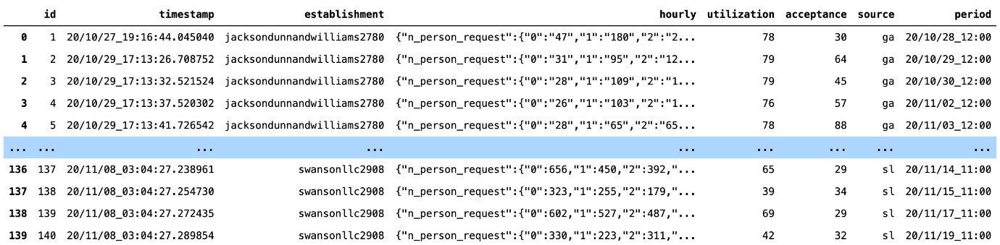 id timestamp establishment hourly utilization acceptance source period
0 1 20/10/27_19:16:44.045040 jacksondunnandwilliams2780 {"n_person_request":{"0":"47","1":"180","2":"2... 78 30 ga 20/10/28_12:00
1 2 20/10/29_17:13:26.708752 jacksondunnandwilliams2780 {"n_person_request":{"0":"31","1":"95","2":"12... 79 64 ga 20/10/29_12:00
2 3 20/10/29_17:13:32.521524 jacksondunnandwilliams2780 {"n_person_request":{"0":"28","1":"109","2":"1... 79 45 ga 20/10/30_12:00
3 4 20/10/29_17:13:37.520302 jacksondunnandwilliams2780 {"n_person_request":{"0":"26","1":"103","2":"1... 76 57 ga 20/11/02_12:00
4 5 20/10/29_17:13:41.726542 jacksondunnandwilliams2780 {"n_person_request":{"0":"28","1":"65","2":"65... 78 88 ga 20/11/03_12:00
... ... ... ... ... ... ... ... ...
136 137 20/11/08_03:04:27.238961 swansonllc2908 {"n_person_request":{"0":656,"1":450,"2":392,"... 65 29 sl 20/11/14_11:00
137 138 20/11/08_03:04:27.254730 swansonllc2908 {"n_person_request":{"0":323,"1":255,"2":179,"... 39 34 sl 20/11/15_11:00
138 139 20/11/08_03:04:27.272435 swansonllc2908 {"n_person_request":{"0":602,"1":527,"2":487,"... 69 29 sl 20/11/17_11:00
139 140 20/11/08_03:04:27.289854 swansonllc2908 {"n_person_request":{"0":330,"1":223,"2":311,"... 42 32 sl 20/11/19_11:00